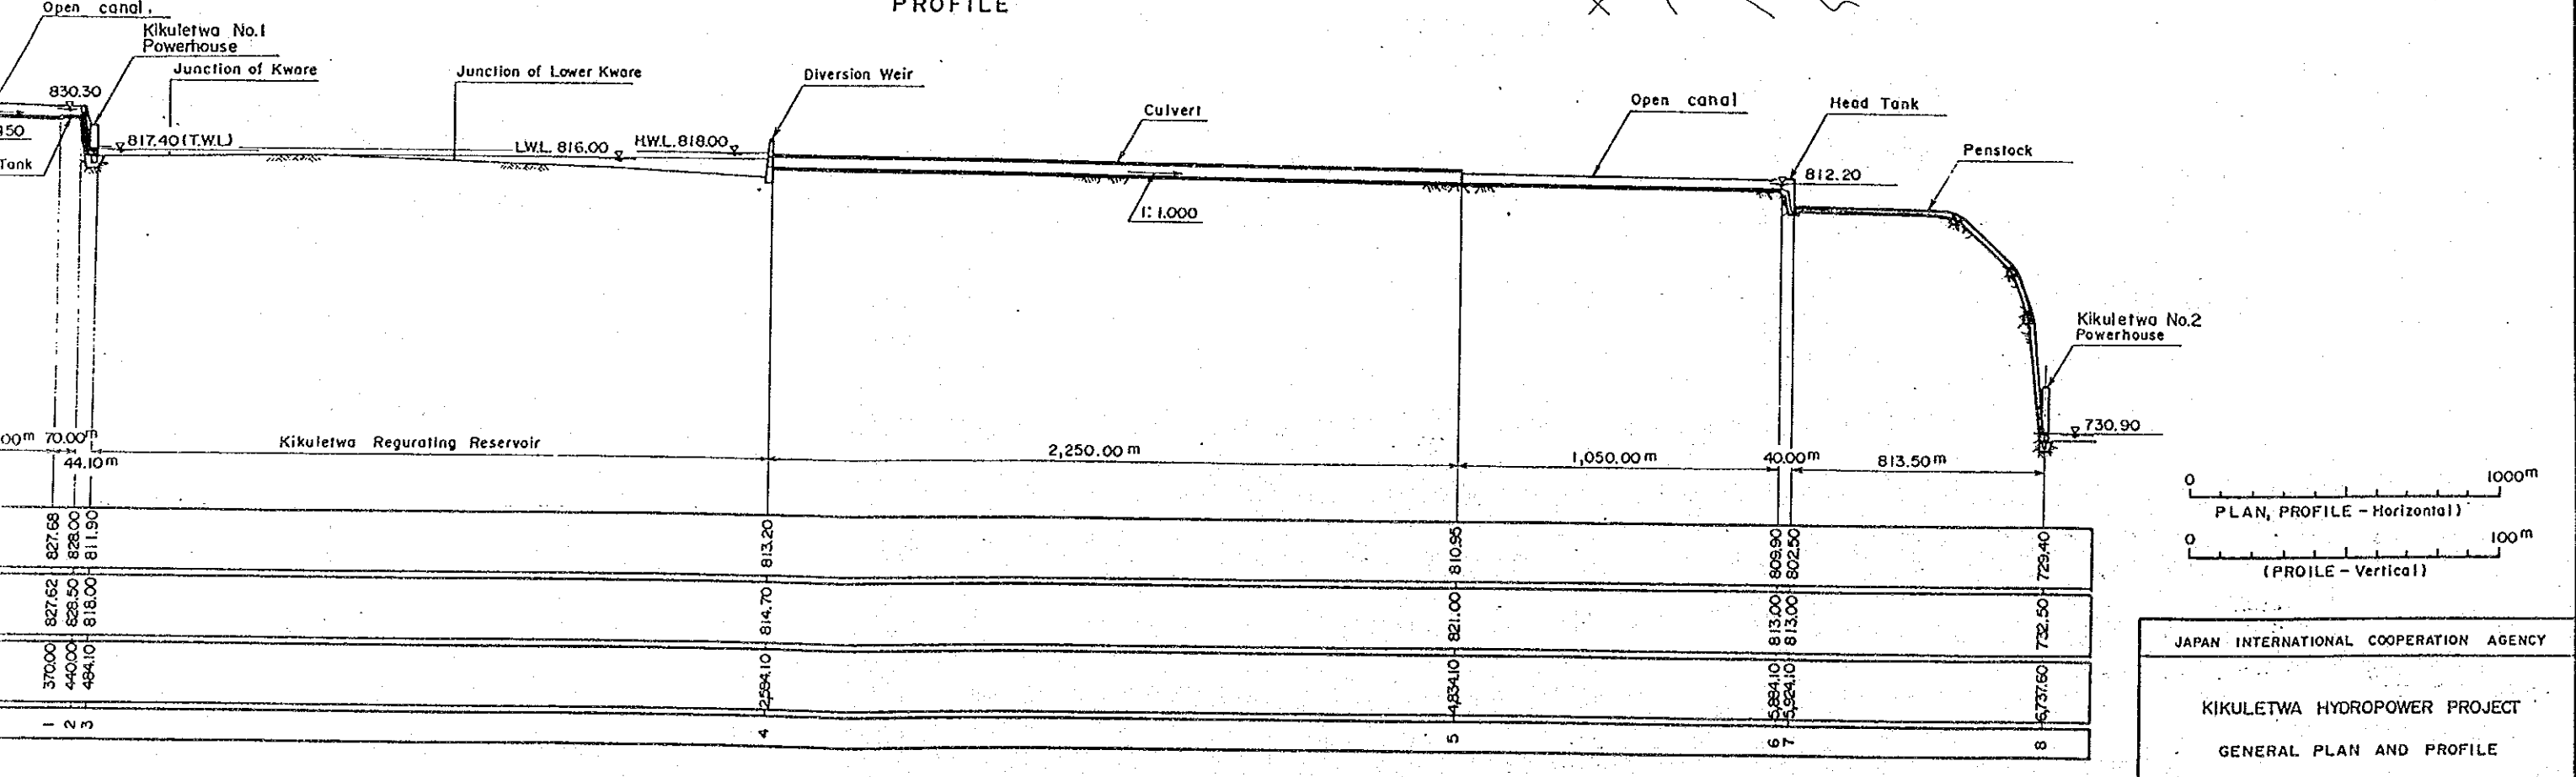 PROFILE
Open canal.
Kikuletwa No.1
Powerhouse
Junction of Kware
Junction of Lower Kware
Diversion Weir
Culvert
Open canal
Head Tank
Penstock
830.30
817.40 (T.W.L)
LW.L. 816.00
H.W.L. 818.00
812.20
Tank
1:1.000
Kikuletwa No.2
Powerhouse
730.90
00m
70.00m
44.10m
Kikuletwa Regurating Reservoir
2,250.00 m
1,050.00 m
40.00m
813.50m
0 1000m
PLAN, PROFILE - Horizontal)
0 100m
(PROILE - Vertical)
827.68 828.00 811.90 813.20 810.95 809.90 802.50 729.40
827.62 828.50 818.00 814.70 821.00 813.00 813.00 732.50
370.00 440.00 484.10 2,584.10 4,834.10 5,884.10 5,924.10 6,737.60
1 2 3 4 5 6 7 8
JAPAN INTERNATIONAL COOPERATION AGENCY
KIKULETWA HYDROPOWER PROJECT
GENERAL PLAN AND PROFILE